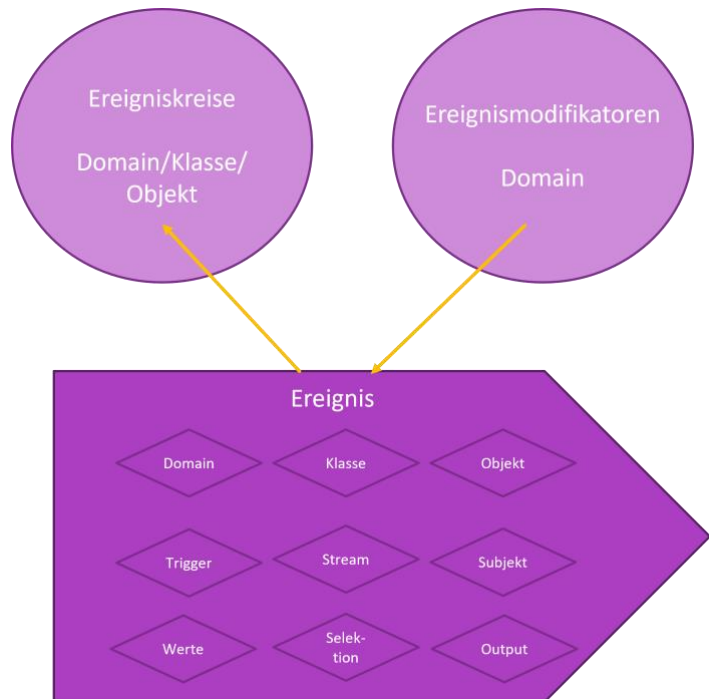 Ereigniskreise
Domain/Klasse/
Objekt
Ereignismodifikatoren
Domain
Ereignis
Domain
Klasse
Objekt
Trigger
Stream
Subjekt
Werte
Selek-
tion
Output